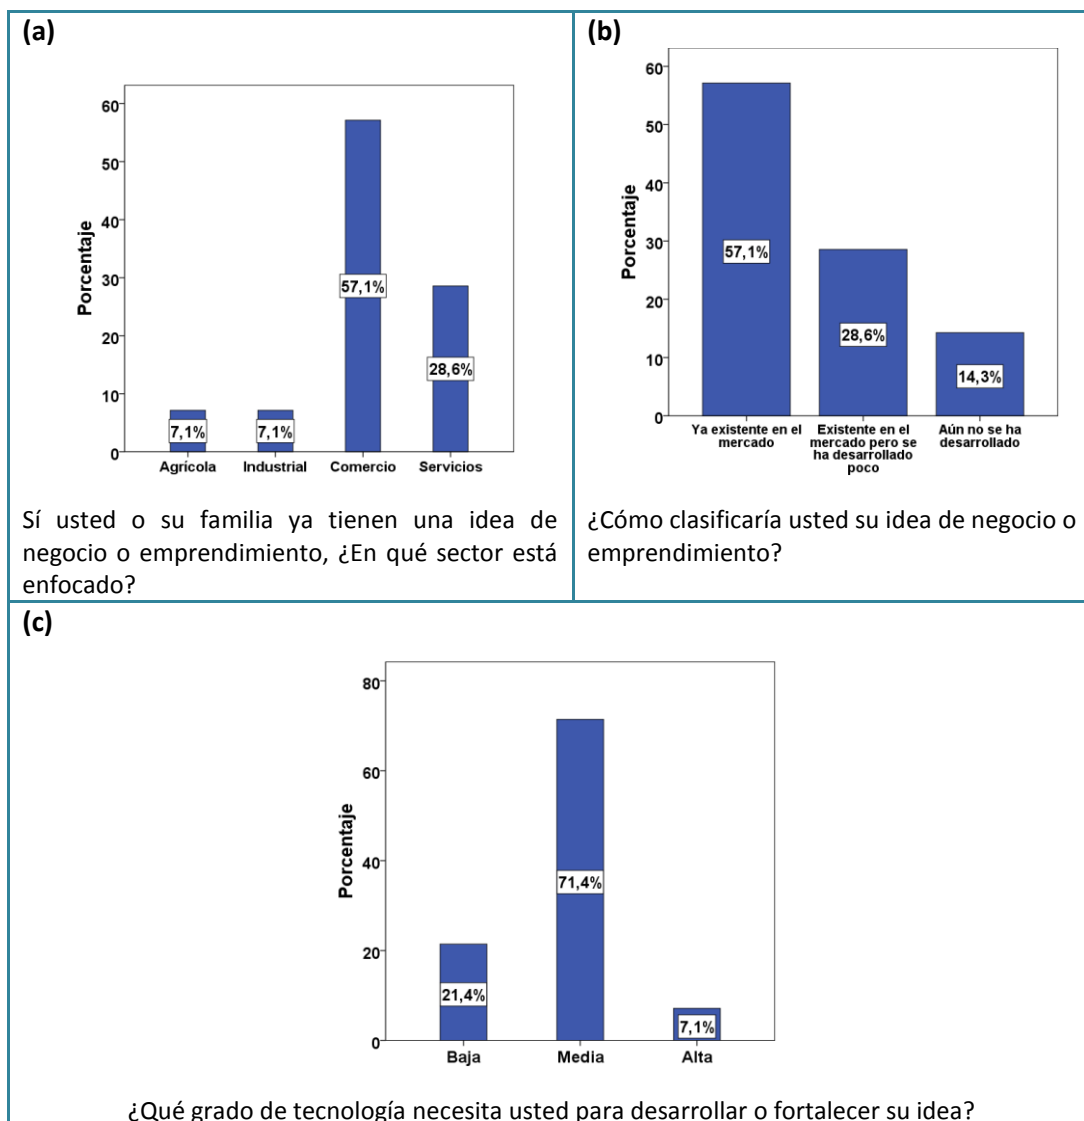 (a)
60
50
40
30
20
10
0
Porcentaje
7,1%
7,1%
57,1%
28,6%
Agrícola Industrial Comercio Servicios
Sí usted o su familia ya tienen una idea de
negocio o emprendimiento, ¿En qué sector está
enfocado?
(b)
60
50
40
30
20
10
0
Porcentaje
57,1%
28,6%
14,3%
Ya existente en el
mercado
Existente en el
mercado pero se
ha desarrollado
poco
Aún no se ha
desarrollado
¿Cómo clasificaría usted su idea de negocio o
emprendimiento?
(c)
80
60
40
20
0
Porcentaje
21,4%
71,4%
7,1%
Baja Media Alta
¿Qué grado de tecnología necesita usted para desarrollar o fortalecer su idea?